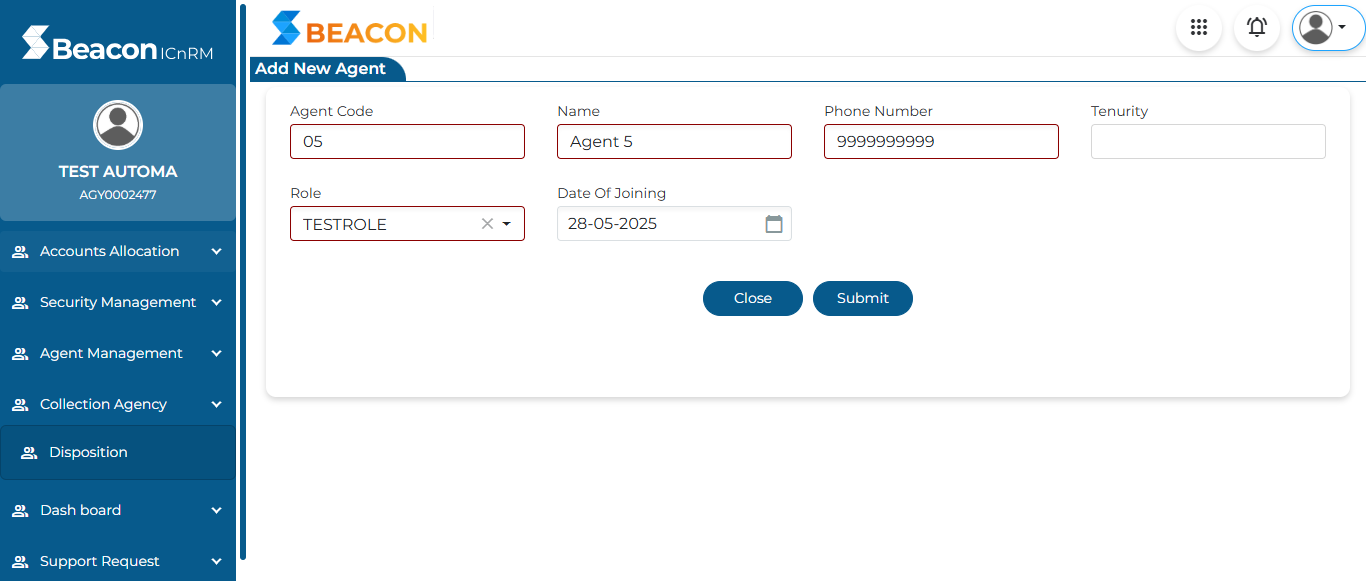 Beacon ICnRM
TEST AUTOMA
AGY0002477
Accounts Allocation
Security Management
Agent Management
Collection Agency
Disposition
Dash board
Support Request
BEACON
Add New Agent
Agent Code
Name
Phone Number
Tenurity
05
Agent 5
9999999999
Role
Date Of Joining
TESTROLE
28-05-2025
Close
Submit